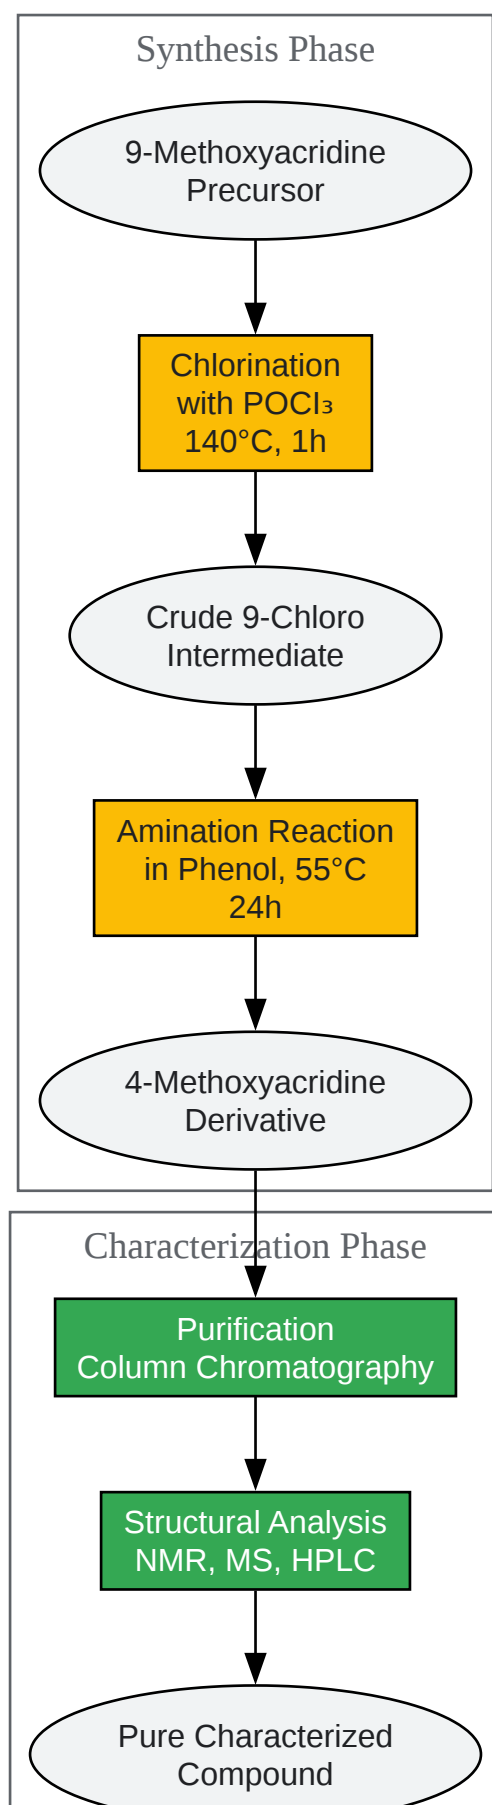 Synthesis Phase
9-Methoxyacridine
Precursor
Chlorination
with POCl₃
140°C, 1h
Crude 9-Chloro
Intermediate
Amination Reaction
in Phenol, 55°C
24h
4-Methoxyacridine
Derivative
Characterization Phase
Purification
Column Chromatography
Structural Analysis
NMR, MS, HPLC
Pure Characterized
Compound